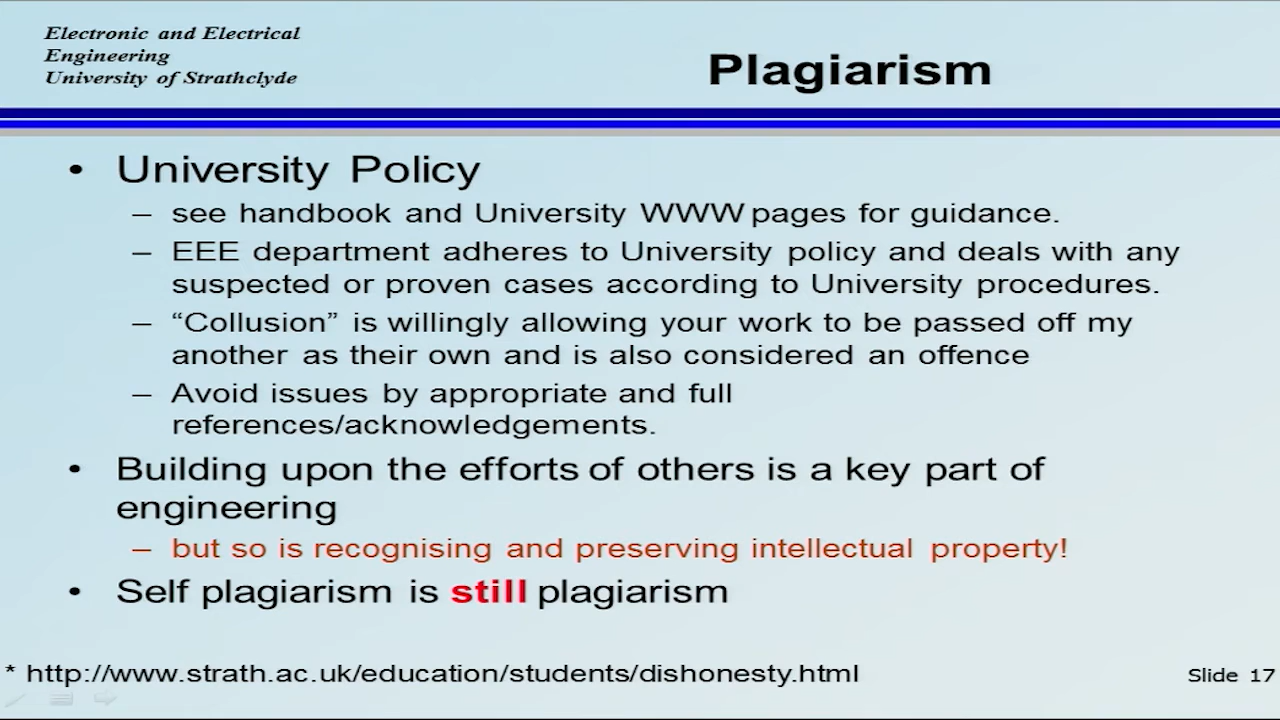 Electronic and Electrical
Engineering
University of Strathclyde
Plagiarism
• University Policy
– see handbook and University WWW pages for guidance.
– EEE department adheres to University policy and deals with any
suspected or proven cases according to University procedures.
– “Collusion” is willingly allowing your work to be passed off my
another as their own and is also considered an offence
– Avoid issues by appropriate and full
references/acknowledgements.
• Building upon the efforts of others is a key part of
engineering
– but so is recognising and preserving intellectual property!
• Self plagiarism is still plagiarism
* http://www.strath.ac.uk/education/students/dishonesty.html
Slide 17